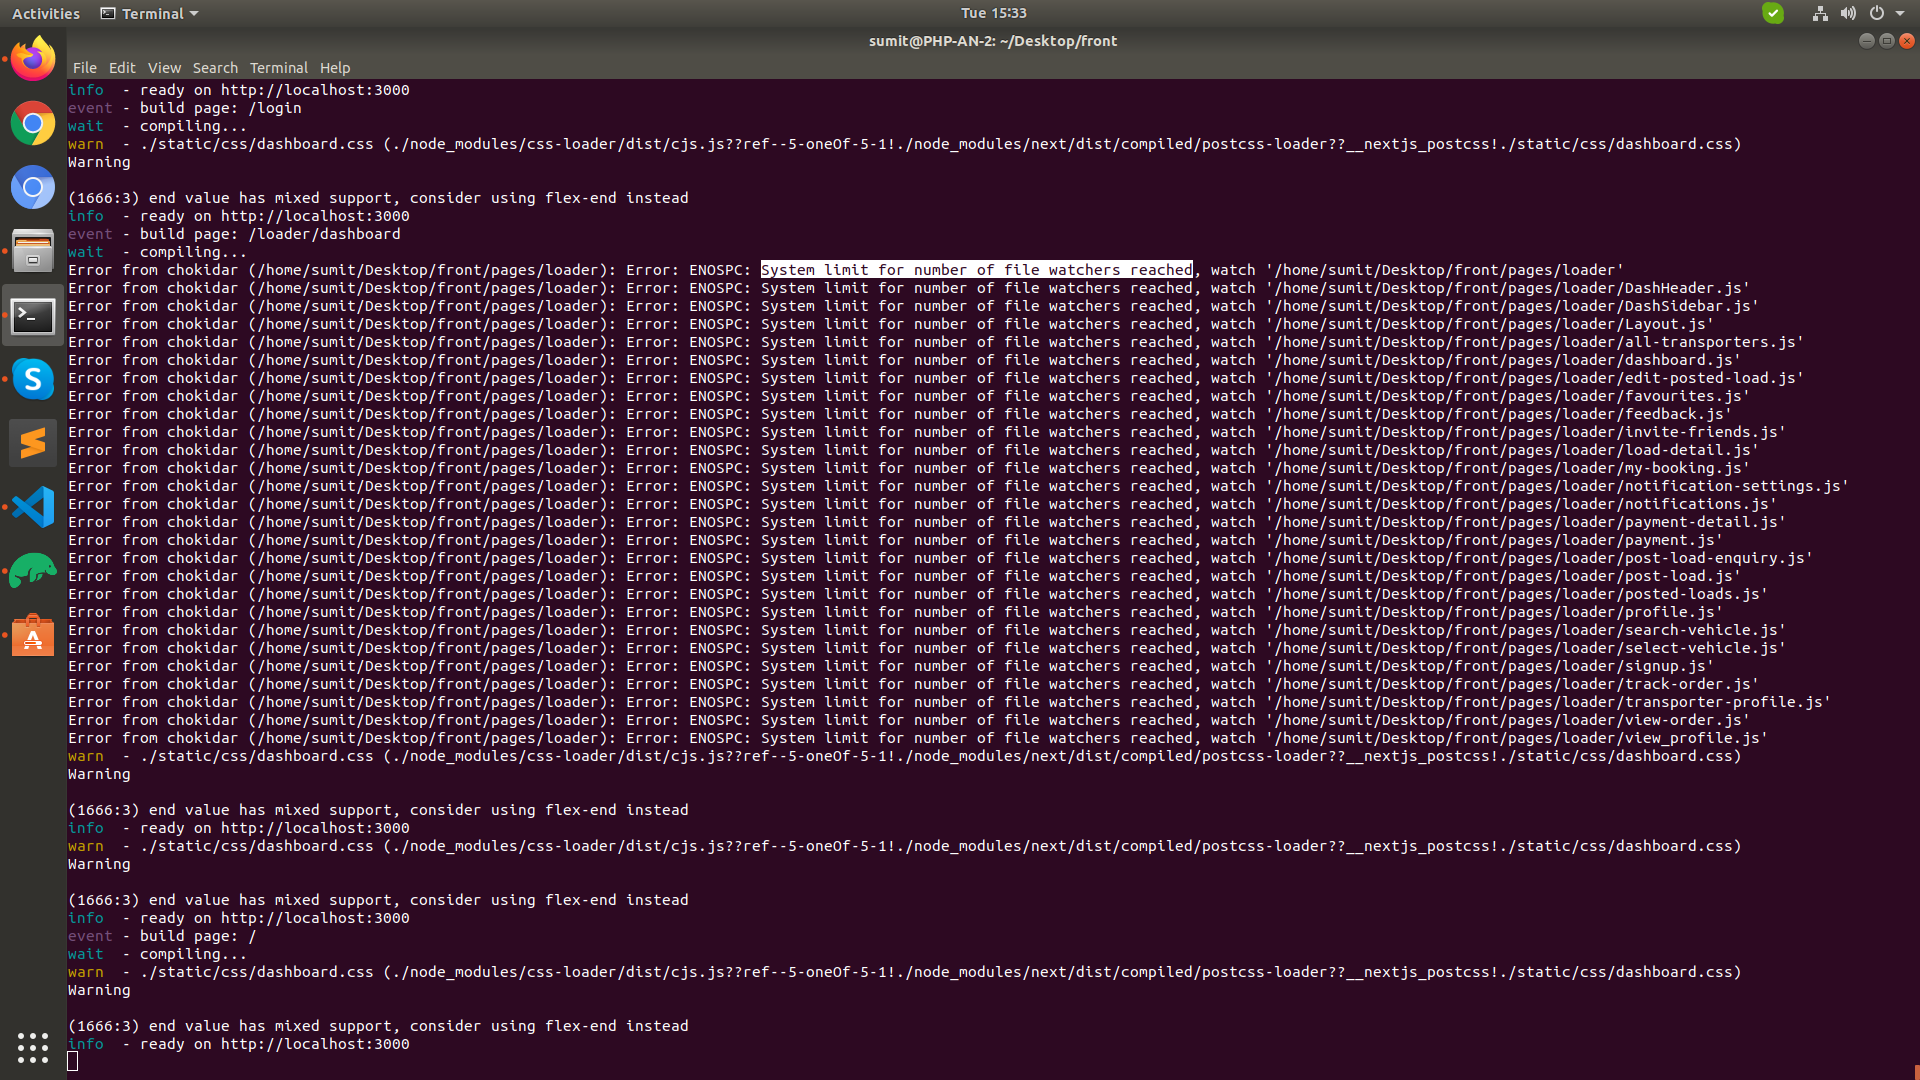 Activities Terminal Tue 15:33
sumit@PHP-AN-2: ~/Desktop/front
File Edit View Search Terminal Help
info  - ready on http://localhost:3000
event - build page: /login
wait  - compiling...
warn  - ./static/css/dashboard.css (./node_modules/css-loader/dist/cjs.js??ref--5-oneOf-5-1!./node_modules/next/dist/compiled/postcss-loader??__nextjs_postcss!./static/css/dashboard.css)
Warning
(1666:3) end value has mixed support, consider using flex-end instead
info  - ready on http://localhost:3000
event - build page: /loader/dashboard
wait  - compiling...
Error from chokidar (/home/sumit/Desktop/front/pages/loader): Error: ENOSPC: System limit for number of file watchers reached, watch '/home/sumit/Desktop/front/pages/loader'
Error from chokidar (/home/sumit/Desktop/front/pages/loader): Error: ENOSPC: System limit for number of file watchers reached, watch '/home/sumit/Desktop/front/pages/loader/DashHeader.js'
Error from chokidar (/home/sumit/Desktop/front/pages/loader): Error: ENOSPC: System limit for number of file watchers reached, watch '/home/sumit/Desktop/front/pages/loader/DashSidebar.js'
Error from chokidar (/home/sumit/Desktop/front/pages/loader): Error: ENOSPC: System limit for number of file watchers reached, watch '/home/sumit/Desktop/front/pages/loader/Layout.js'
Error from chokidar (/home/sumit/Desktop/front/pages/loader): Error: ENOSPC: System limit for number of file watchers reached, watch '/home/sumit/Desktop/front/pages/loader/all-transporters.js'
Error from chokidar (/home/sumit/Desktop/front/pages/loader): Error: ENOSPC: System limit for number of file watchers reached, watch '/home/sumit/Desktop/front/pages/loader/dashboard.js'
Error from chokidar (/home/sumit/Desktop/front/pages/loader): Error: ENOSPC: System limit for number of file watchers reached, watch '/home/sumit/Desktop/front/pages/loader/edit-posted-load.js'
Error from chokidar (/home/sumit/Desktop/front/pages/loader): Error: ENOSPC: System limit for number of file watchers reached, watch '/home/sumit/Desktop/front/pages/loader/favourites.js'
Error from chokidar (/home/sumit/Desktop/front/pages/loader): Error: ENOSPC: System limit for number of file watchers reached, watch '/home/sumit/Desktop/front/pages/loader/feedback.js'
Error from chokidar (/home/sumit/Desktop/front/pages/loader): Error: ENOSPC: System limit for number of file watchers reached, watch '/home/sumit/Desktop/front/pages/loader/invite-friends.js'
Error from chokidar (/home/sumit/Desktop/front/pages/loader): Error: ENOSPC: System limit for number of file watchers reached, watch '/home/sumit/Desktop/front/pages/loader/load-detail.js'
Error from chokidar (/home/sumit/Desktop/front/pages/loader): Error: ENOSPC: System limit for number of file watchers reached, watch '/home/sumit/Desktop/front/pages/loader/my-booking.js'
Error from chokidar (/home/sumit/Desktop/front/pages/loader): Error: ENOSPC: System limit for number of file watchers reached, watch '/home/sumit/Desktop/front/pages/loader/notification-settings.js'
Error from chokidar (/home/sumit/Desktop/front/pages/loader): Error: ENOSPC: System limit for number of file watchers reached, watch '/home/sumit/Desktop/front/pages/loader/notifications.js'
Error from chokidar (/home/sumit/Desktop/front/pages/loader): Error: ENOSPC: System limit for number of file watchers reached, watch '/home/sumit/Desktop/front/pages/loader/payment-detail.js'
Error from chokidar (/home/sumit/Desktop/front/pages/loader): Error: ENOSPC: System limit for number of file watchers reached, watch '/home/sumit/Desktop/front/pages/loader/payment.js'
Error from chokidar (/home/sumit/Desktop/front/pages/loader): Error: ENOSPC: System limit for number of file watchers reached, watch '/home/sumit/Desktop/front/pages/loader/post-load-enquiry.js'
Error from chokidar (/home/sumit/Desktop/front/pages/loader): Error: ENOSPC: System limit for number of file watchers reached, watch '/home/sumit/Desktop/front/pages/loader/post-load.js'
Error from chokidar (/home/sumit/Desktop/front/pages/loader): Error: ENOSPC: System limit for number of file watchers reached, watch '/home/sumit/Desktop/front/pages/loader/posted-loads.js'
Error from chokidar (/home/sumit/Desktop/front/pages/loader): Error: ENOSPC: System limit for number of file watchers reached, watch '/home/sumit/Desktop/front/pages/loader/profile.js'
Error from chokidar (/home/sumit/Desktop/front/pages/loader): Error: ENOSPC: System limit for number of file watchers reached, watch '/home/sumit/Desktop/front/pages/loader/search-vehicle.js'
Error from chokidar (/home/sumit/Desktop/front/pages/loader): Error: ENOSPC: System limit for number of file watchers reached, watch '/home/sumit/Desktop/front/pages/loader/select-vehicle.js'
Error from chokidar (/home/sumit/Desktop/front/pages/loader): Error: ENOSPC: System limit for number of file watchers reached, watch '/home/sumit/Desktop/front/pages/loader/signup.js'
Error from chokidar (/home/sumit/Desktop/front/pages/loader): Error: ENOSPC: System limit for number of file watchers reached, watch '/home/sumit/Desktop/front/pages/loader/track-order.js'
Error from chokidar (/home/sumit/Desktop/front/pages/loader): Error: ENOSPC: System limit for number of file watchers reached, watch '/home/sumit/Desktop/front/pages/loader/transporter-profile.js'
Error from chokidar (/home/sumit/Desktop/front/pages/loader): Error: ENOSPC: System limit for number of file watchers reached, watch '/home/sumit/Desktop/front/pages/loader/view-order.js'
Error from chokidar (/home/sumit/Desktop/front/pages/loader): Error: ENOSPC: System limit for number of file watchers reached, watch '/home/sumit/Desktop/front/pages/loader/view_profile.js'
warn  - ./static/css/dashboard.css (./node_modules/css-loader/dist/cjs.js??ref--5-oneOf-5-1!./node_modules/next/dist/compiled/postcss-loader??__nextjs_postcss!./static/css/dashboard.css)
Warning
(1666:3) end value has mixed support, consider using flex-end instead
info  - ready on http://localhost:3000
warn  - ./static/css/dashboard.css (./node_modules/css-loader/dist/cjs.js??ref--5-oneOf-5-1!./node_modules/next/dist/compiled/postcss-loader??__nextjs_postcss!./static/css/dashboard.css)
Warning
(1666:3) end value has mixed support, consider using flex-end instead
info  - ready on http://localhost:3000
event - build page: /
wait  - compiling...
warn  - ./static/css/dashboard.css (./node_modules/css-loader/dist/cjs.js??ref--5-oneOf-5-1!./node_modules/next/dist/compiled/postcss-loader??__nextjs_postcss!./static/css/dashboard.css)
Warning
(1666:3) end value has mixed support, consider using flex-end instead
info  - ready on http://localhost:3000